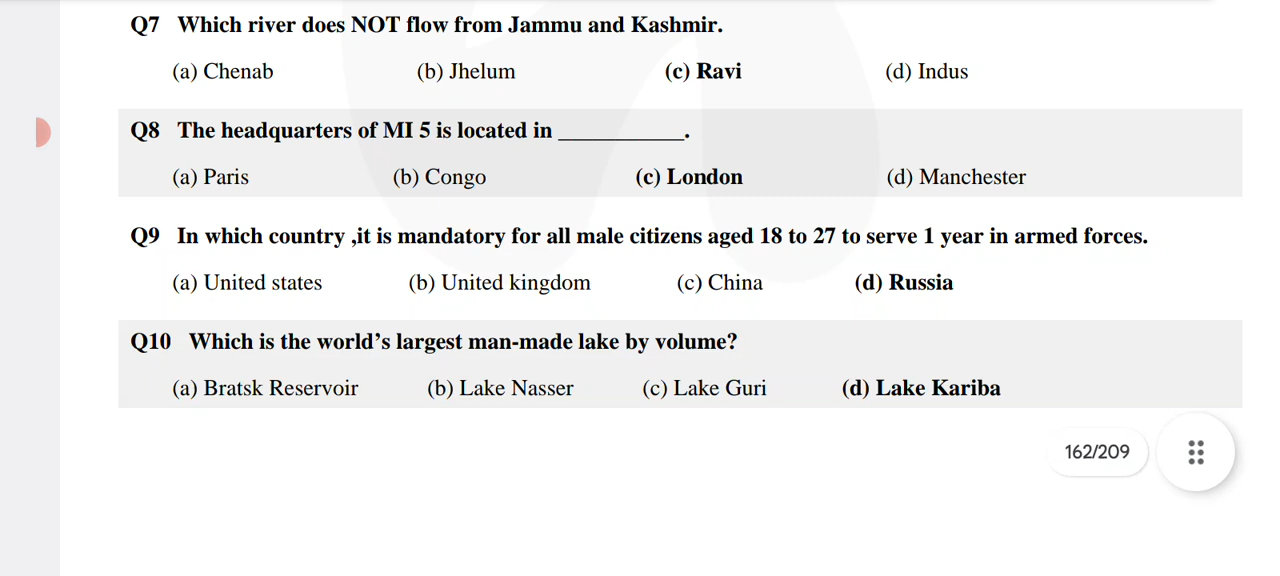 Q7 Which river does NOT flow from Jammu and Kashmir.
(a) Chenab (b) Jhelum (c) Ravi (d) Indus
Q8 The headquarters of MI 5 is located in ___________.
(a) Paris (b) Congo (c) London (d) Manchester
Q9 In which country ,it is mandatory for all male citizens aged 18 to 27 to serve 1 year in armed forces.
(a) United states (b) United kingdom (c) China (d) Russia
Q10 Which is the world’s largest man-made lake by volume?
(a) Bratsk Reservoir (b) Lake Nasser (c) Lake Guri (d) Lake Kariba
162/209